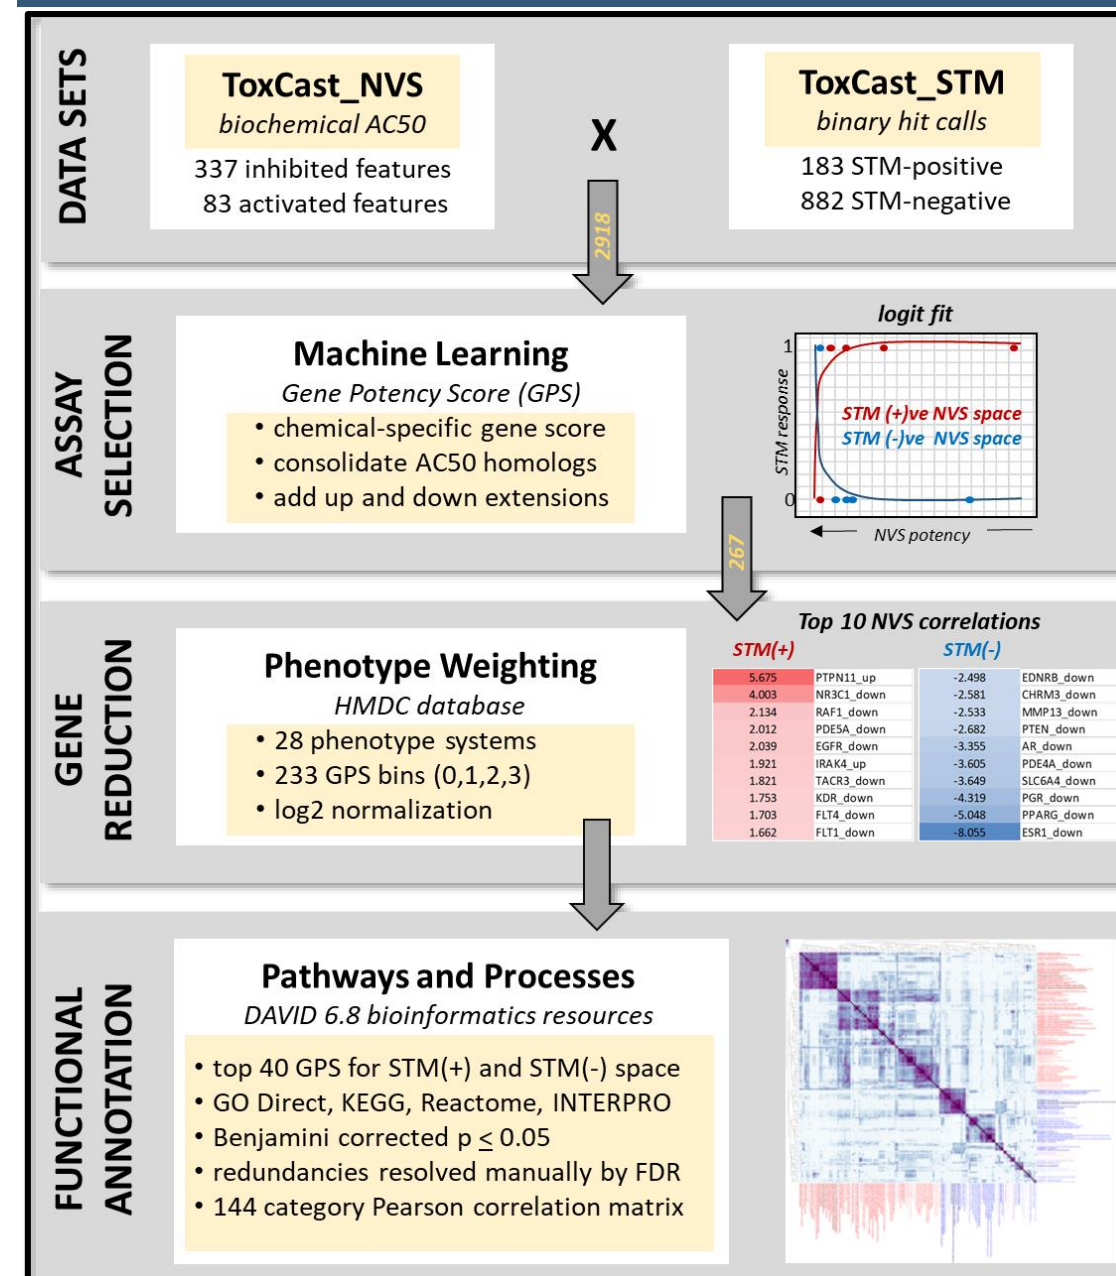 DATA SETS
ToxCast_NVS
biochemical AC50
337 inhibited features
83 activated features
X
ToxCast_STM
binary hit calls
183 STM-positive
882 STM-negative
2918
ASSAY
SELECTION
Machine Learning
Gene Potency Score (GPS)
• chemical-specific gene score
• consolidate AC50 homologs
• add up and down extensions
logit fit
STM response
1
0
STM (+)ve NVS space
STM (-)ve NVS space
NVS potency
267
GENE
REDUCTION
Phenotype Weighting
HMDC database
• 28 phenotype systems
• 233 GPS bins (0,1,2,3)
• log2 normalization
Top 10 NVS correlations
STM(+) STM(-)
5.675 PTPN11_up -2.498 EDNRB_down
4.003 NR3C1_down -2.581 CHRM3_down
2.134 RAF1_down -2.533 MMP13_down
2.012 PDE5A_down -2.682 PTEN_down
2.039 EGFR_down -3.355 AR_down
1.921 IRAK4_up -3.605 PDE4A_down
1.821 TACR3_down -3.649 SLC6A4_down
1.753 KDR_down -4.319 PGR_down
1.703 FLT4_down -5.048 PPARG_down
1.662 FLT1_down -8.055 ESR1_down
FUNCTIONAL
ANNOTATION
Pathways and Processes
DAVID 6.8 bioinformatics resources
• top 40 GPS for STM(+) and STM(-) space
• GO Direct, KEGG, Reactome, INTERPRO
• Benjamini corrected p ≤ 0.05
• redundancies resolved manually by FDR
• 144 category Pearson correlation matrix